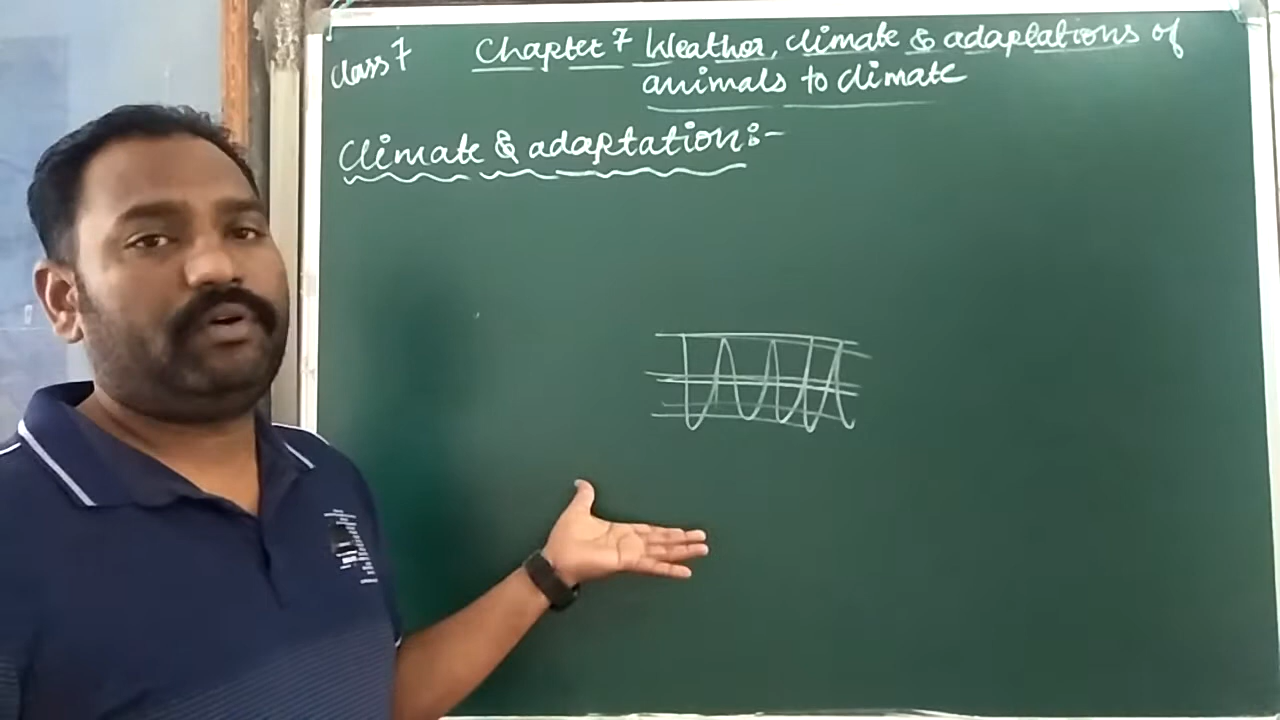 Class 7
Chapter 7 Weather, climate & adaptations of
animals to climate
Climate & adaptation:-